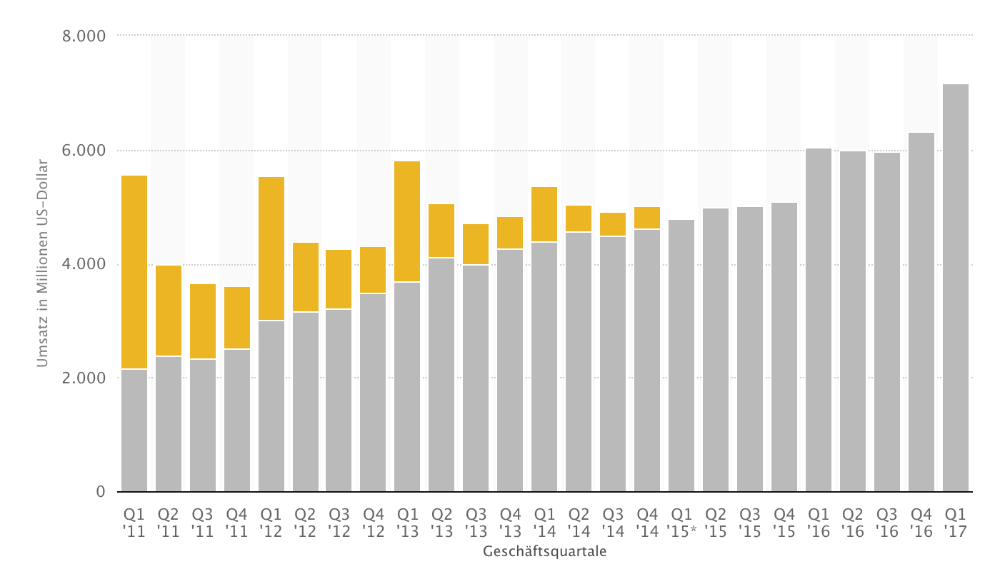 8.000
6.000
4.000
2.000
0
Umsatz in Millionen US-Dollar
Q1 Q2 Q3 Q4 Q1 Q2 Q3 Q4 Q1 Q2 Q3 Q4 Q1 Q2 Q3 Q4 Q1 Q2 Q3 Q4 Q1 Q2 Q3 Q4 Q1
'11 '11 '11 '11 '12 '12 '12 '12 '13 '13 '13 '13 '14 '14 '14 '14 '15* '15 '15 '15 '16 '16 '16 '16 '17
Geschäftsquartale